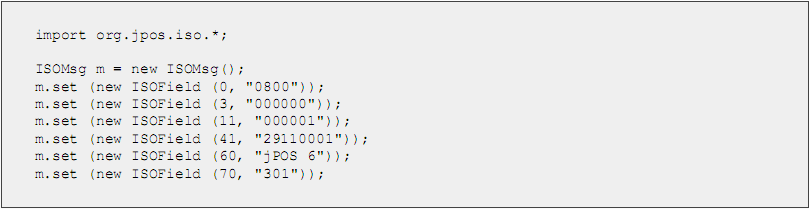 import org.jpos.iso.*;
ISOMsg m = new ISOMsg();
m.set (new ISOField (0, "0800"));
m.set (new ISOField (3, "000000"));
m.set (new ISOField (11, "000001"));
m.set (new ISOField (41, "29110001"));
m.set (new ISOField (60, "jPOS 6"));
m.set (new ISOField (70, "301"));